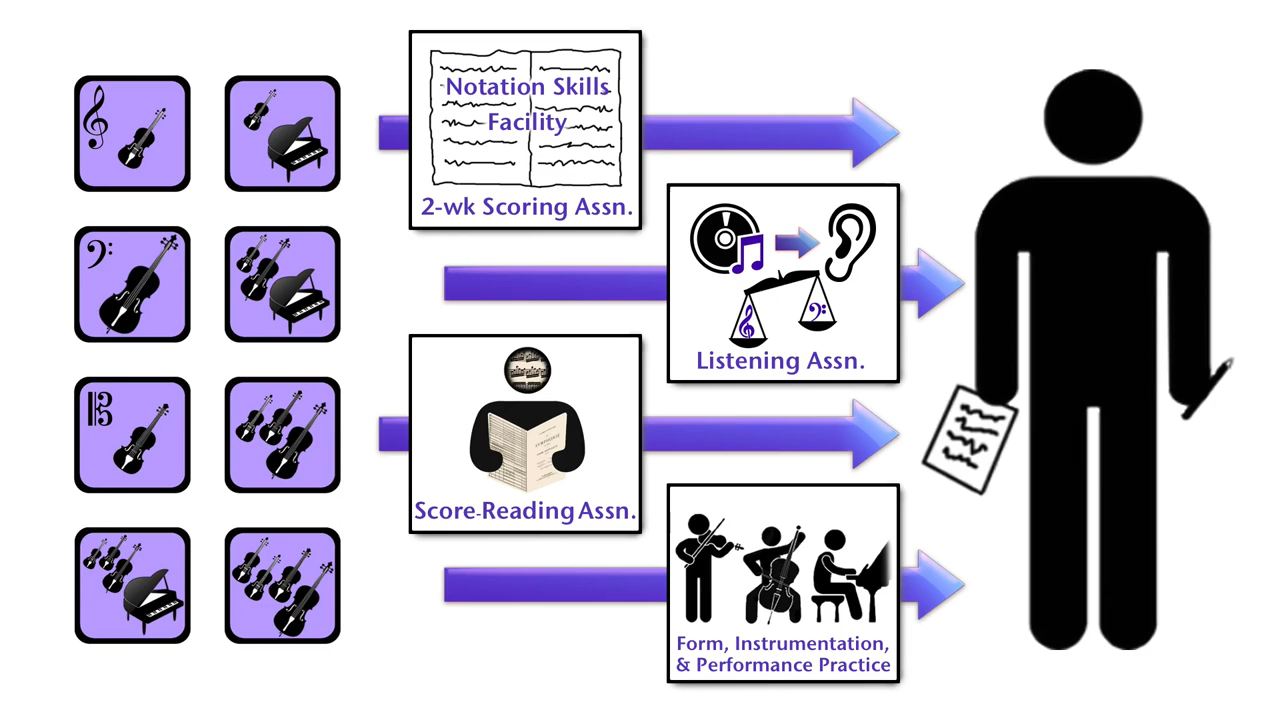 Notation Skills
Facility
2-wk Scoring Assn.
Listening Assn.
Score-Reading Assn.
Form, Instrumentation,
& Performance Practice